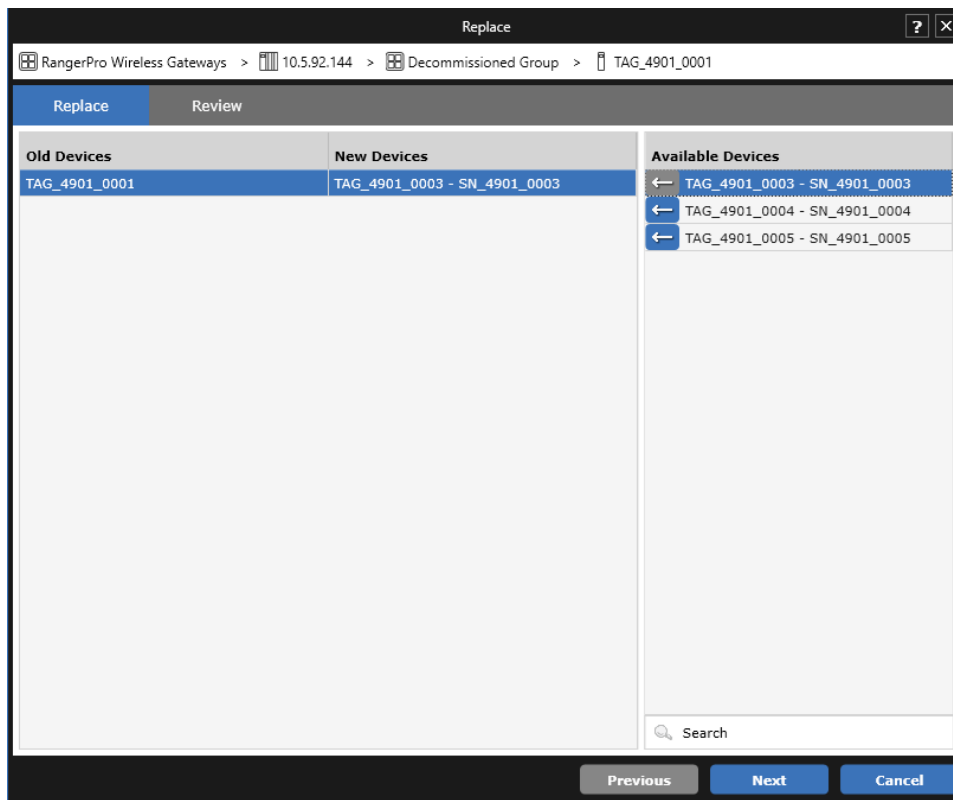 Replace
?
RangerPro Wireless Gateways > 10.5.92.144 > Decommissioned Group > TAG_4901_0001
Replace Review
Old Devices New Devices Available Devices
TAG_4901_0001 TAG_4901_0003 - SN_4901_0003 TAG_4901_0003 - SN_4901_0003
TAG_4901_0004 - SN_4901_0004
TAG_4901_0005 - SN_4901_0005
Search
Previous Next Cancel